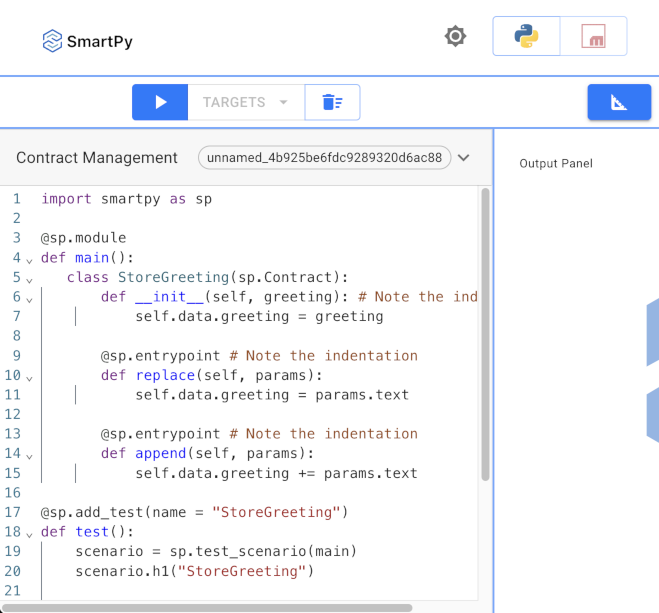 SmartPy
TARGETS
Contract Management
unnamed_4b925be6fdc9289320d6ac88
Output Panel
1 import smartpy as sp
2
3 @sp.module
4 def main():
5 class StoreGreeting(sp.Contract):
6 def __init__(self, greeting): # Note the ind
7 self.data.greeting = greeting
8
9 @sp.entrypoint # Note the indentation
10 def replace(self, params):
11 self.data.greeting = params.text
12
13 @sp.entrypoint # Note the indentation
14 def append(self, params):
15 self.data.greeting += params.text
16
17 @sp.add_test(name = "StoreGreeting")
18 def test():
19 scenario = sp.test_scenario(main)
20 scenario.h1("StoreGreeting")
21